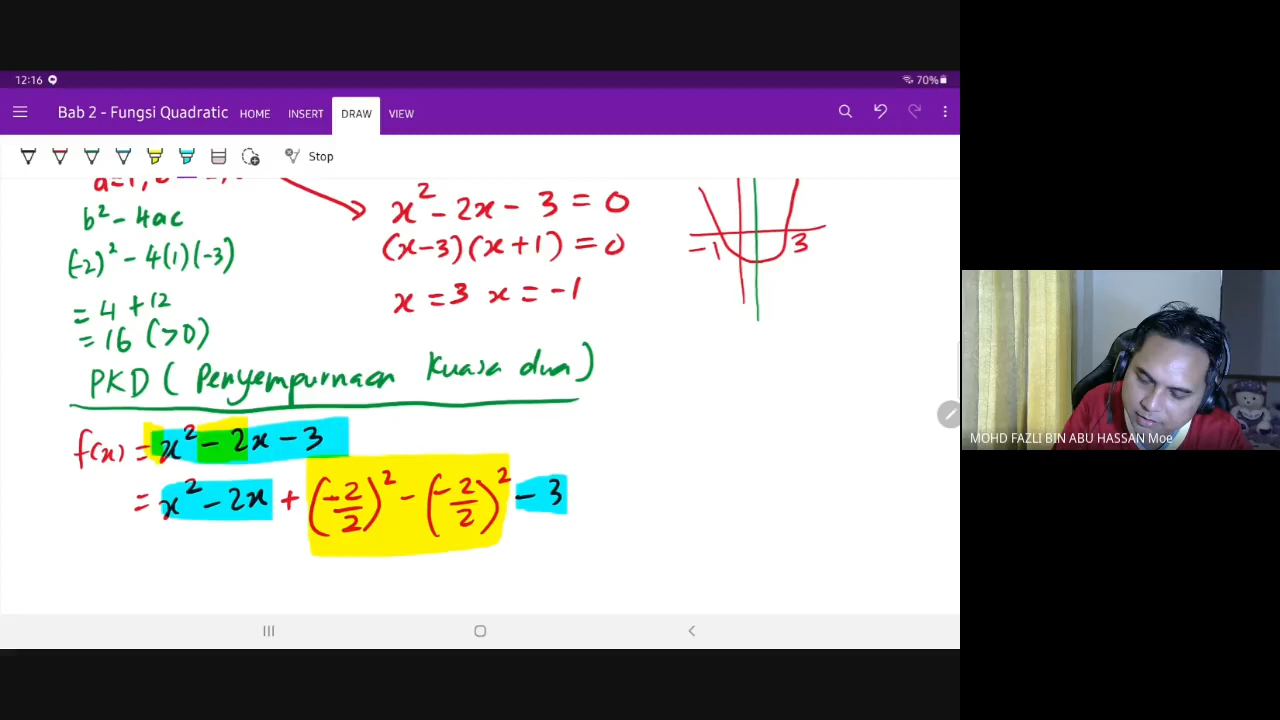 12:16 70%
Bab 2 - Fungsi Quadratic HOME INSERT DRAW VIEW
Stop
b² - 4ac
(-2)² - 4(1)(-3)
= 4 + 12
= 16 (>0)
x² - 2x - 3 = 0
(x-3)(x+1) = 0
x = 3 x = -1
-1 3
PKD (Penyempurnaan Kuasa dua)
f(x) = x² - 2x - 3
= x² - 2x + (-2/2)² - (-2/2)² - 3
MOHD FAZLI BIN ABU HASSAN Moe